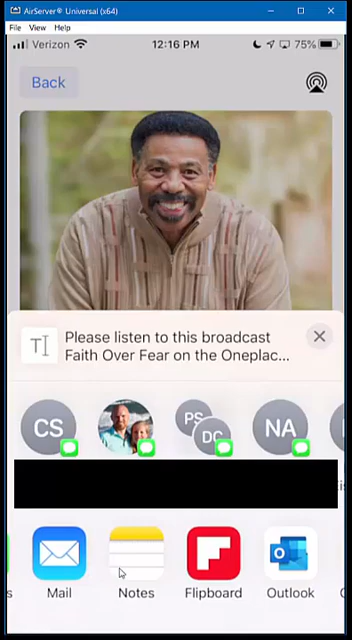 AirServer® Universal (x64)
File View Help
Verizon 12:16 PM 75%
Back
TI
Please listen to this broadcast
Faith Over Fear on the Oneplac...
CS PS DC NA
s Mail Notes Flipboard Outlook